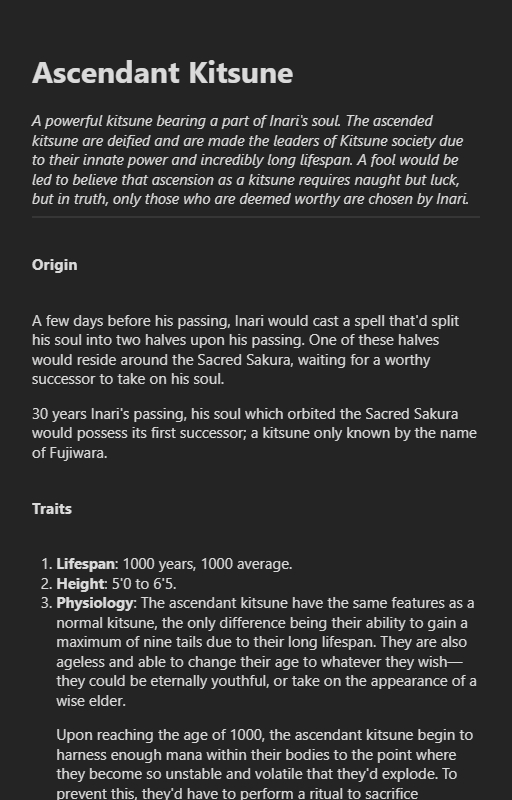 Ascendant Kitsune
A powerful kitsune bearing a part of Inari's soul. The ascended
kitsune are deified and are made the leaders of Kitsune society due
to their innate power and incredibly long lifespan. A fool would be
led to believe that ascension as a kitsune requires naught but luck,
but in truth, only those who are deemed worthy are chosen by Inari.
Origin
A few days before his passing, Inari would cast a spell that'd split
his soul into two halves upon his passing. One of these halves
would reside around the Sacred Sakura, waiting for a worthy
successor to take on his soul.
30 years Inari's passing, his soul which orbited the Sacred Sakura
would possess its first successor; a kitsune only known by the name
of Fujiwara.
Traits
1. Lifespan: 1000 years, 1000 average.
2. Height: 5'0 to 6'5.
3. Physiology: The ascendant kitsune have the same features as a
normal kitsune, the only difference being their ability to gain a
maximum of nine tails due to their long lifespan. They are also
ageless and able to change their age to whatever they wish—
they could be eternally youthful, or take on the appearance of a
wise elder.
Upon reaching the age of 1000, the ascendant kitsune begin to
harness enough mana within their bodies to the point where
they become so unstable and volatile that they'd explode. To
prevent this, they'd have to perform a ritual to sacrifice